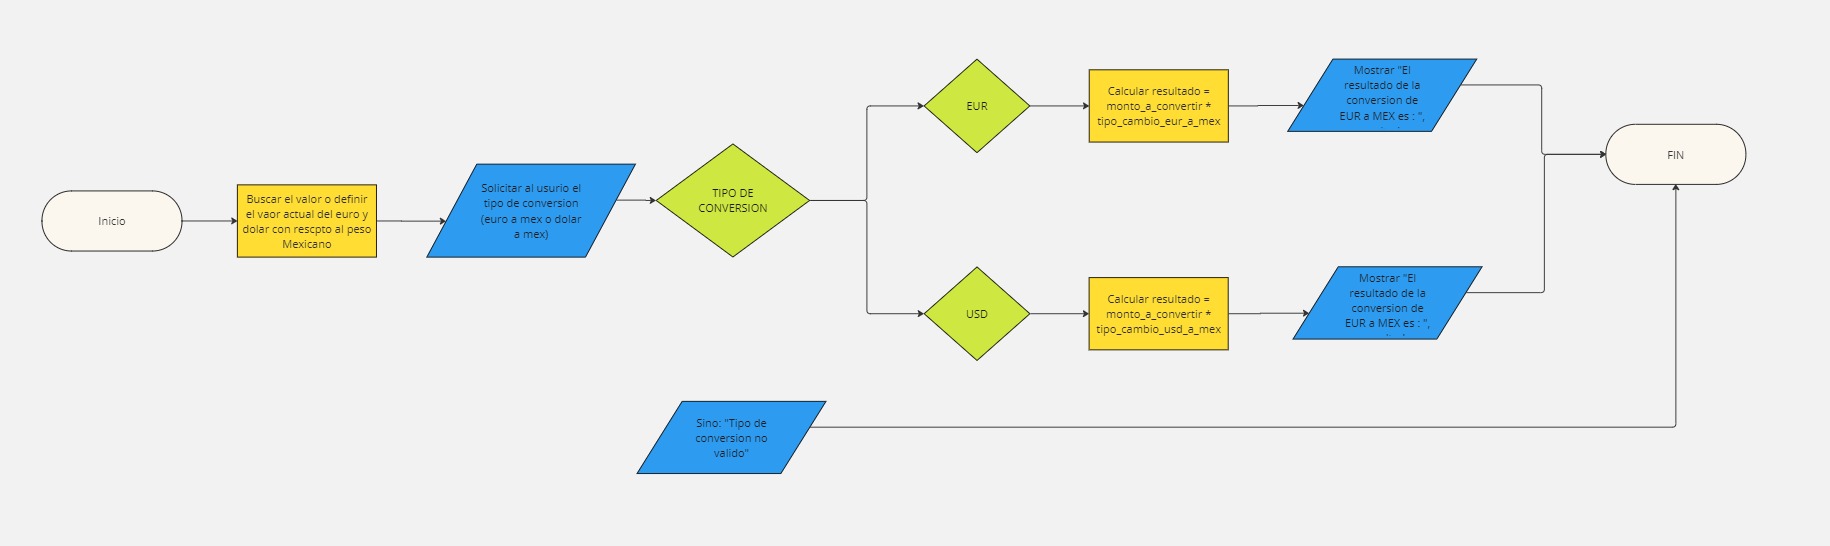 Inicio
Buscar el valor o definir
el vaor actual del euro y
dolar con rescpto al peso
Mexicano
Solicitar al usurio el
tipo de conversion
(euro a mex o dolar
a mex)
TIPO DE
CONVERSION
EUR
Calcular resultado =
monto_a_convertir *
tipo_cambio_eur_a_mex
Mostrar "El
resultado de la
conversion de
EUR a MEX es : ",
USD
Calcular resultado =
monto_a_convertir *
tipo_cambio_usd_a_mex
Mostrar "El
resultado de la
conversion de
EUR a MEX es : ",
FIN
Sino: "Tipo de
conversion no
valido"